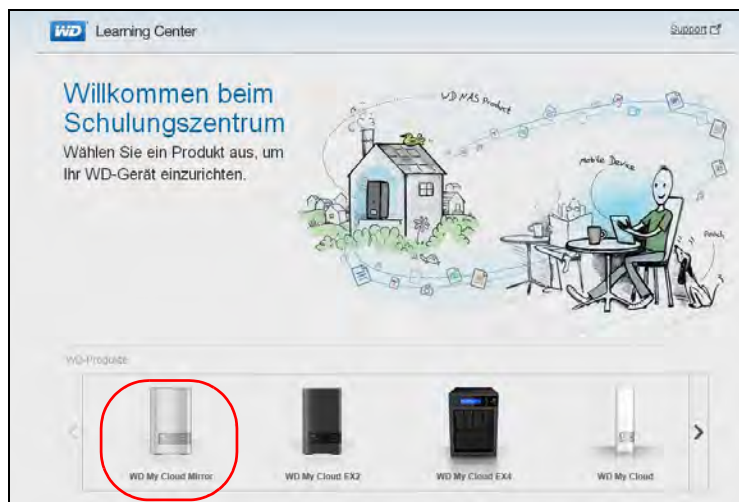 WD Learning Center
Support
Willkommen beim
Schulungszentrum
Wählen Sie ein Produkt aus, um
Ihr WD-Gerät einzurichten.
WD NAS Product
mobile Device
WD-Produkte
WD My Cloud Mirror
WD My Cloud EX2
WD My Cloud EX4
WD My Cloud